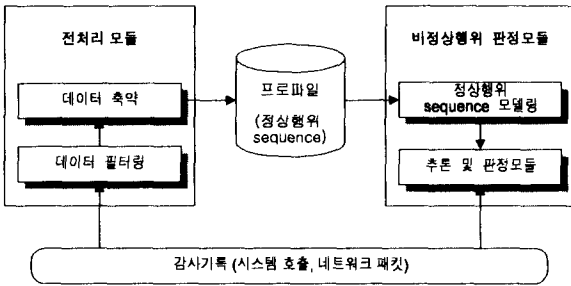 전처리 모듈
데이터 축약
데이터 필터링
프로파일
(정상행위
sequence)
비정상행위 판정모듈
정상행위
sequence 모델링
추론 및 판정모듈
감사기록 (시스템 호출, 네트워크 패킷)